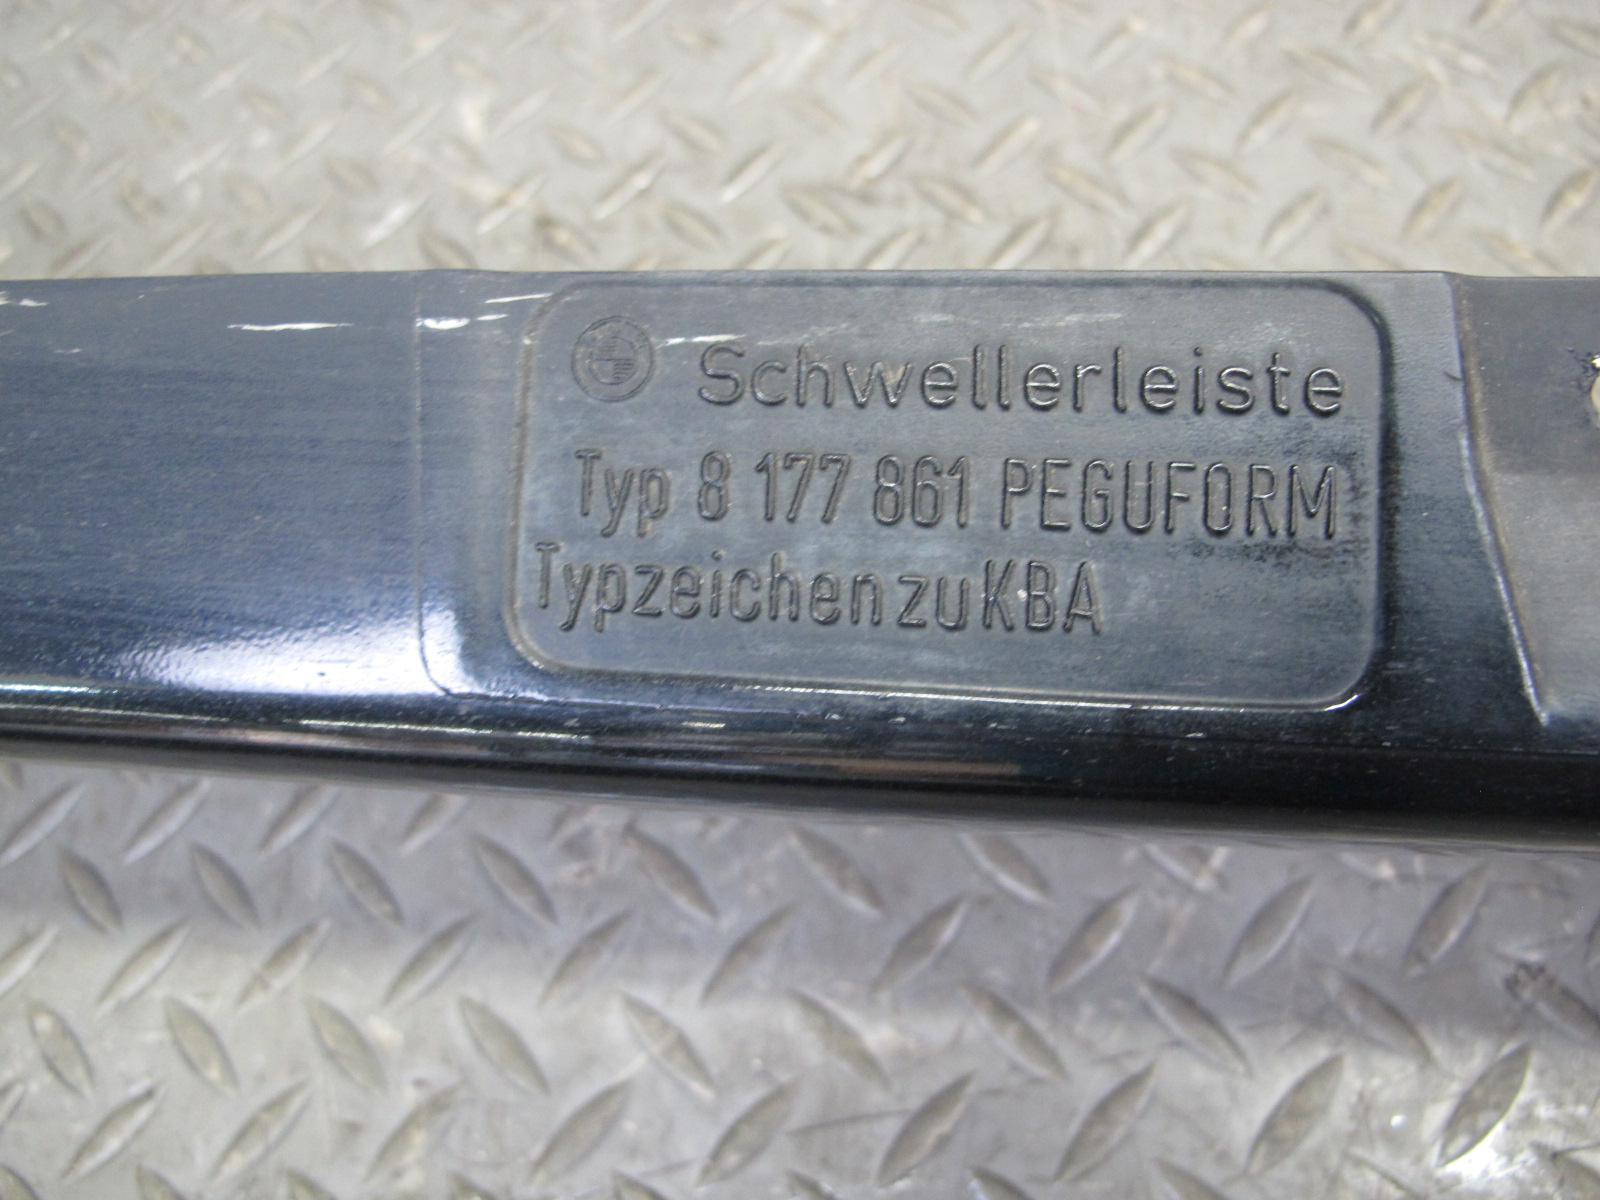 Schwellerleiste
Typ 8 177 861 PEGUFORM
Typzeichen zu KBA